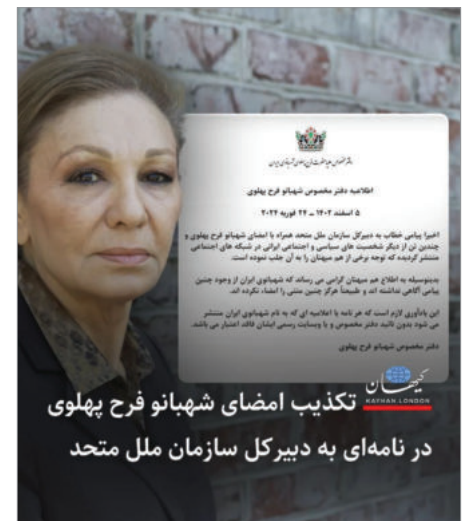 اطلاعیه دفتر مخصوص شهبانو فرح پهلوی
۵ اسفند ۱۴۰۲ ــ ۲۴ فوریه ۲۰۲۴
اخیرا پیامی خطاب به دبیرکل سازمان ملل متحد همراه با امضای شهبانو فرح پهلوی و
چندین تن از دیگر شخصیت های سیاسی و اجتماعی ایرانی در شبکه های اجتماعی
منتشر گردیده که توجه برخی از هم میهنان را به آن جلب نموده است.
بدینوسیله به اطلاع هم میهنان گرامی می رساند که شهبانوی ایران از وجود چنین
پیامی آگاهی نداشته اند و طبیعتاً هرگز چنین متنی را امضاء نکرده اند.
این یادآوری لازم است که هر نامه یا اعلامیه ای که به نام شهبانوی ایران منتشر
می شود بدون تائید دفتر مخصوص و یا وبسایت رسمی ایشان فاقد اعتبار می باشد.
دفتر مخصوص شهبانو فرح پهلوی
کیهان
KAYHAN LONDON
تکذیب امضای شهبانو فرح پهلوی
در نامه‌ای به دبیرکل سازمان ملل متحد